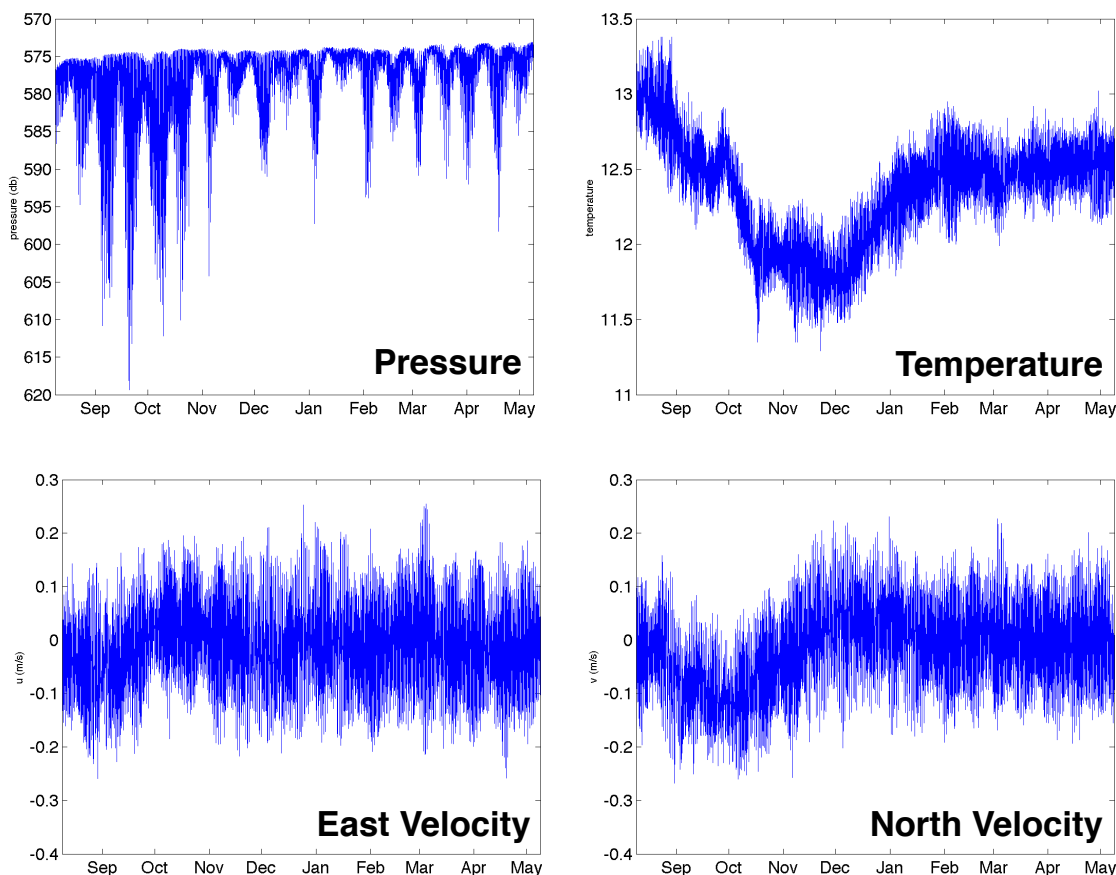 570
575
580
585
590
595
600
605
610
615
620
pressure (db)
Pressure
Sep Oct Nov Dec Jan Feb Mar Apr May
13.5
13
12.5
12
11.5
11
temperature
Temperature
Sep Oct Nov Dec Jan Feb Mar Apr May
0.3
0.2
0.1
0
-0.1
-0.2
-0.3
-0.4
u (m/s)
East Velocity
Sep Oct Nov Dec Jan Feb Mar Apr May
0.3
0.2
0.1
0
-0.1
-0.2
-0.3
-0.4
v (m/s)
North Velocity
Sep Oct Nov Dec Jan Feb Mar Apr May